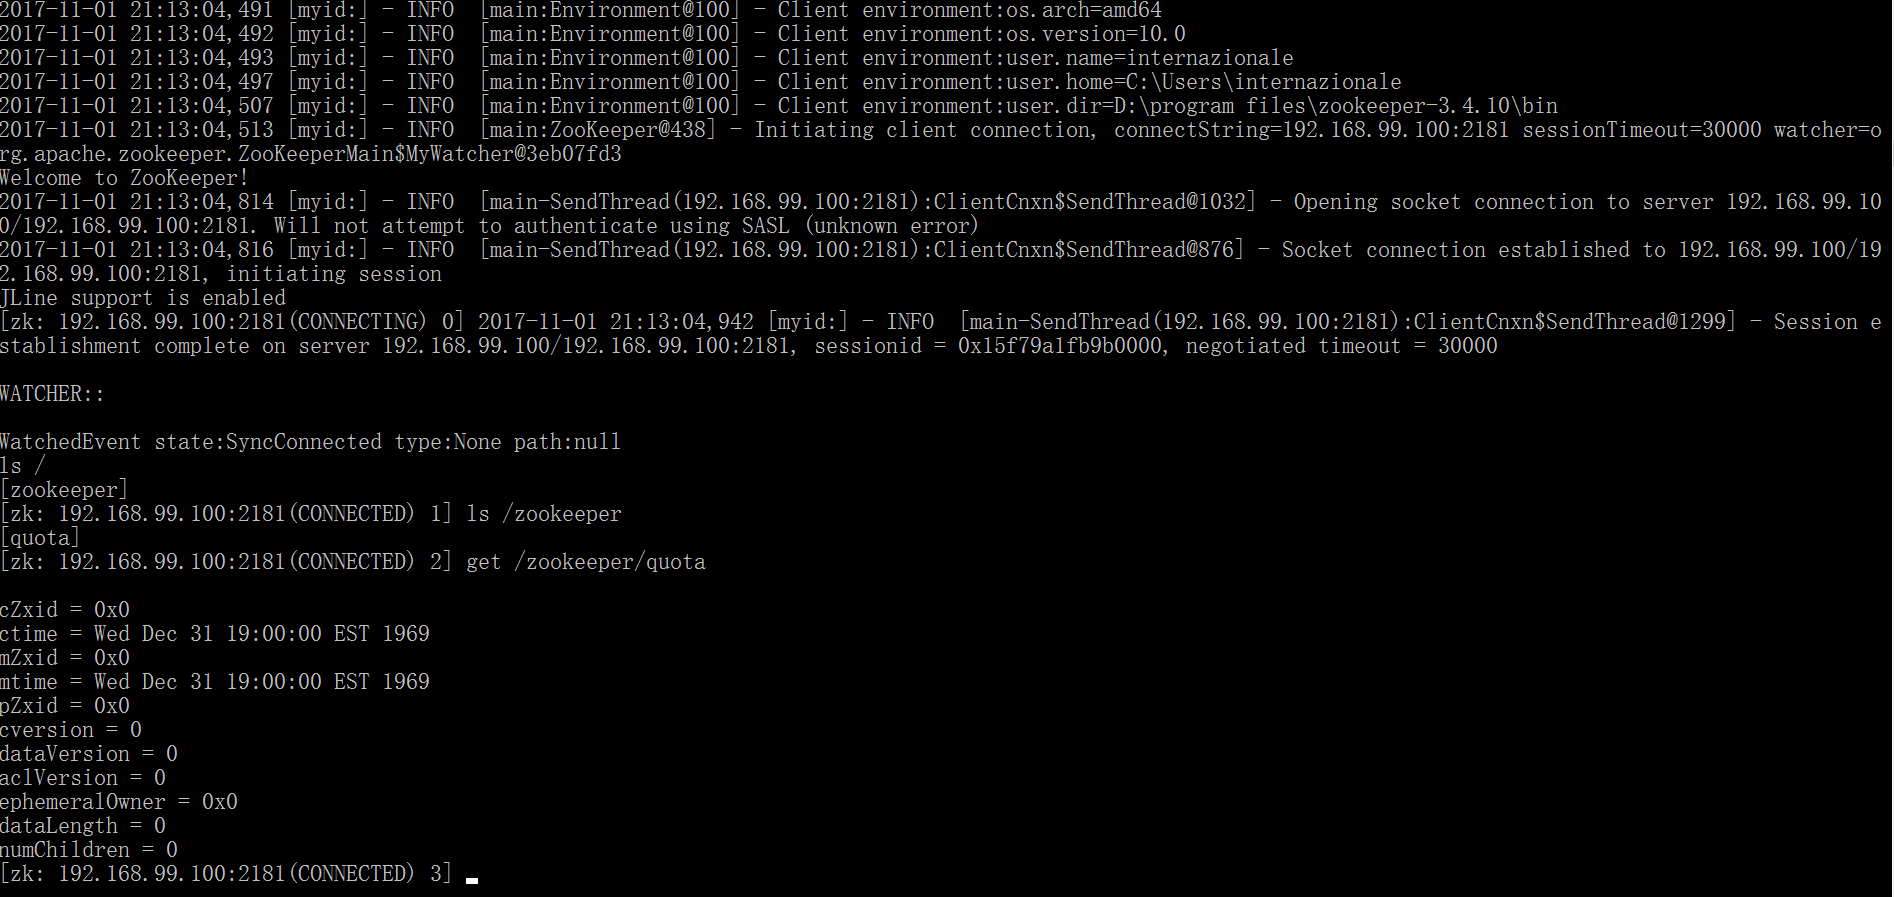 2017-11-01 21:13:04,491 [myid:] - INFO  [main:Environment@100] - Client environment:os.arch=amd64
2017-11-01 21:13:04,492 [myid:] - INFO  [main:Environment@100] - Client environment:os.version=10.0
2017-11-01 21:13:04,493 [myid:] - INFO  [main:Environment@100] - Client environment:user.name=internazionale
2017-11-01 21:13:04,497 [myid:] - INFO  [main:Environment@100] - Client environment:user.home=C:\Users\internazionale
2017-11-01 21:13:04,507 [myid:] - INFO  [main:Environment@100] - Client environment:user.dir=D:\program files\zookeeper-3.4.10\bin
2017-11-01 21:13:04,513 [myid:] - INFO  [main:ZooKeeper@438] - Initiating client connection, connectString=192.168.99.100:2181 sessionTimeout=30000 watcher=o
rg.apache.zookeeper.ZooKeeperMain$MyWatcher@3eb07fd3
Welcome to ZooKeeper!
2017-11-01 21:13:04,814 [myid:] - INFO  [main-SendThread(192.168.99.100:2181):ClientCnxn$SendThread@1032] - Opening socket connection to server 192.168.99.10
0/192.168.99.100:2181. Will not attempt to authenticate using SASL (unknown error)
2017-11-01 21:13:04,816 [myid:] - INFO  [main-SendThread(192.168.99.100:2181):ClientCnxn$SendThread@876] - Socket connection established to 192.168.99.100/19
2.168.99.100:2181, initiating session
JLine support is enabled
[zk: 192.168.99.100:2181(CONNECTING) 0] 2017-11-01 21:13:04,942 [myid:] - INFO  [main-SendThread(192.168.99.100:2181):ClientCnxn$SendThread@1299] - Session e
stablishment complete on server 192.168.99.100/192.168.99.100:2181, sessionid = 0x15f79a1fb9b0000, negotiated timeout = 30000
WATCHER::
WatchedEvent state:SyncConnected type:None path:null
ls /
[zookeeper]
[zk: 192.168.99.100:2181(CONNECTED) 1] ls /zookeeper
[quota]
[zk: 192.168.99.100:2181(CONNECTED) 2] get /zookeeper/quota
cZxid = 0x0
ctime = Wed Dec 31 19:00:00 EST 1969
mZxid = 0x0
mtime = Wed Dec 31 19:00:00 EST 1969
pZxid = 0x0
cversion = 0
dataVersion = 0
aclVersion = 0
ephemeralOwner = 0x0
dataLength = 0
numChildren = 0
[zk: 192.168.99.100:2181(CONNECTED) 3]